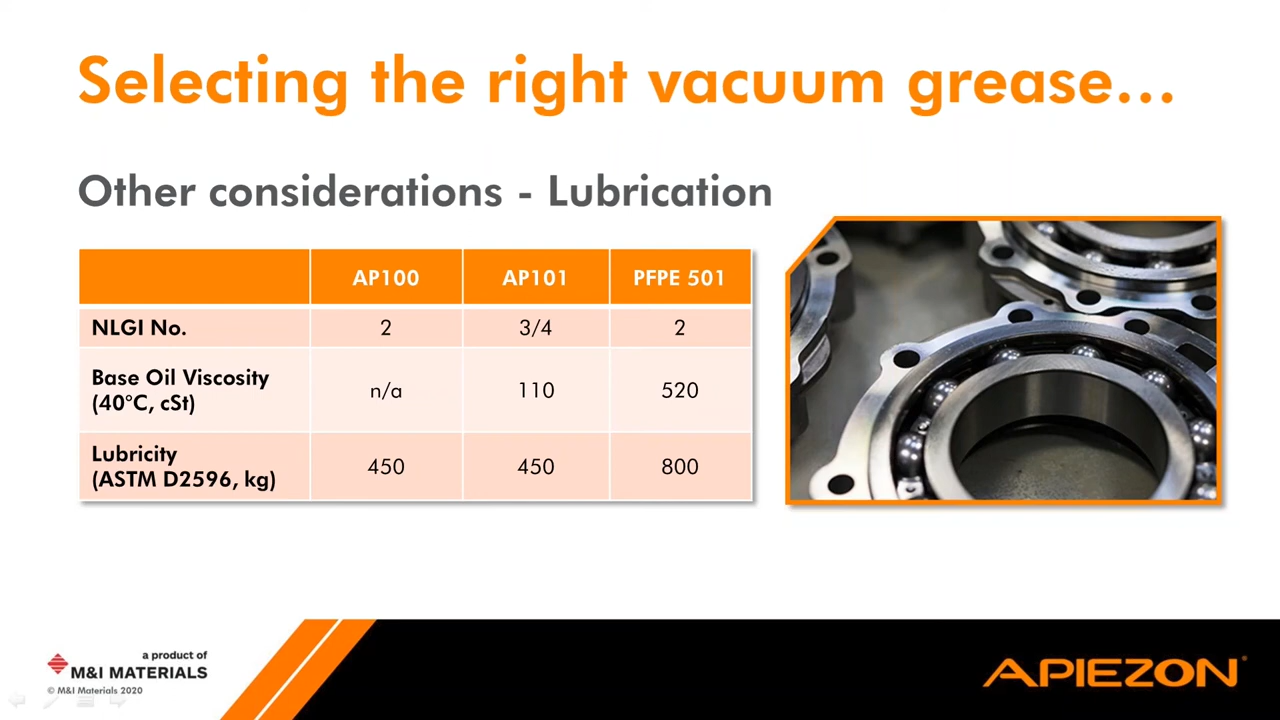 Selecting the right vacuum grease...
Other considerations - Lubrication
AP100 AP101 PFPE 501
NLGI No. 2 3/4 2
Base Oil Viscosity
(40°C, cSt) n/a 110 520
Lubricity
(ASTM D2596, kg) 450 450 800
a product of
M&I MATERIALS
© M&I Materials 2020
APIEZON®